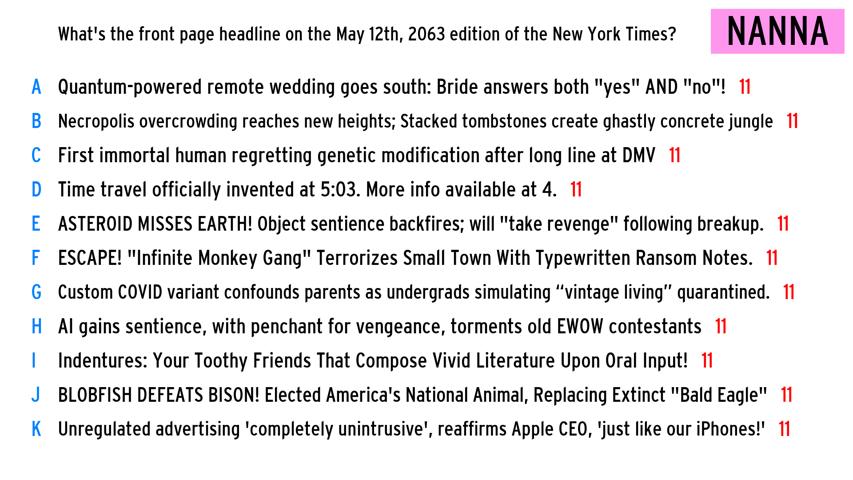 What's the front page headline on the May 12th, 2063 edition of the New York Times?
NANNA
A Quantum-powered remote wedding goes south: Bride answers both "yes" AND "no"! 11
B Necropolis overcrowding reaches new heights; Stacked tombstones create ghastly concrete jungle 11
C First immortal human regretting genetic modification after long line at DMV 11
D Time travel officially invented at 5:03. More info available at 4. 11
E ASTEROID MISSES EARTH! Object sentience backfires; will "take revenge" following breakup. 11
F ESCAPE! "Infinite Monkey Gang" Terrorizes Small Town With Typewritten Ransom Notes. 11
G Custom COVID variant confounds parents as undergrads simulating “vintage living” quarantined. 11
H AI gains sentience, with penchant for vengeance, torments old EWOW contestants 11
I Indentures: Your Toothy Friends That Compose Vivid Literature Upon Oral Input! 11
J BLOBFISH DEFEATS BISON! Elected America's National Animal, Replacing Extinct "Bald Eagle" 11
K Unregulated advertising 'completely unintrusive', reaffirms Apple CEO, 'just like our iPhones!' 11